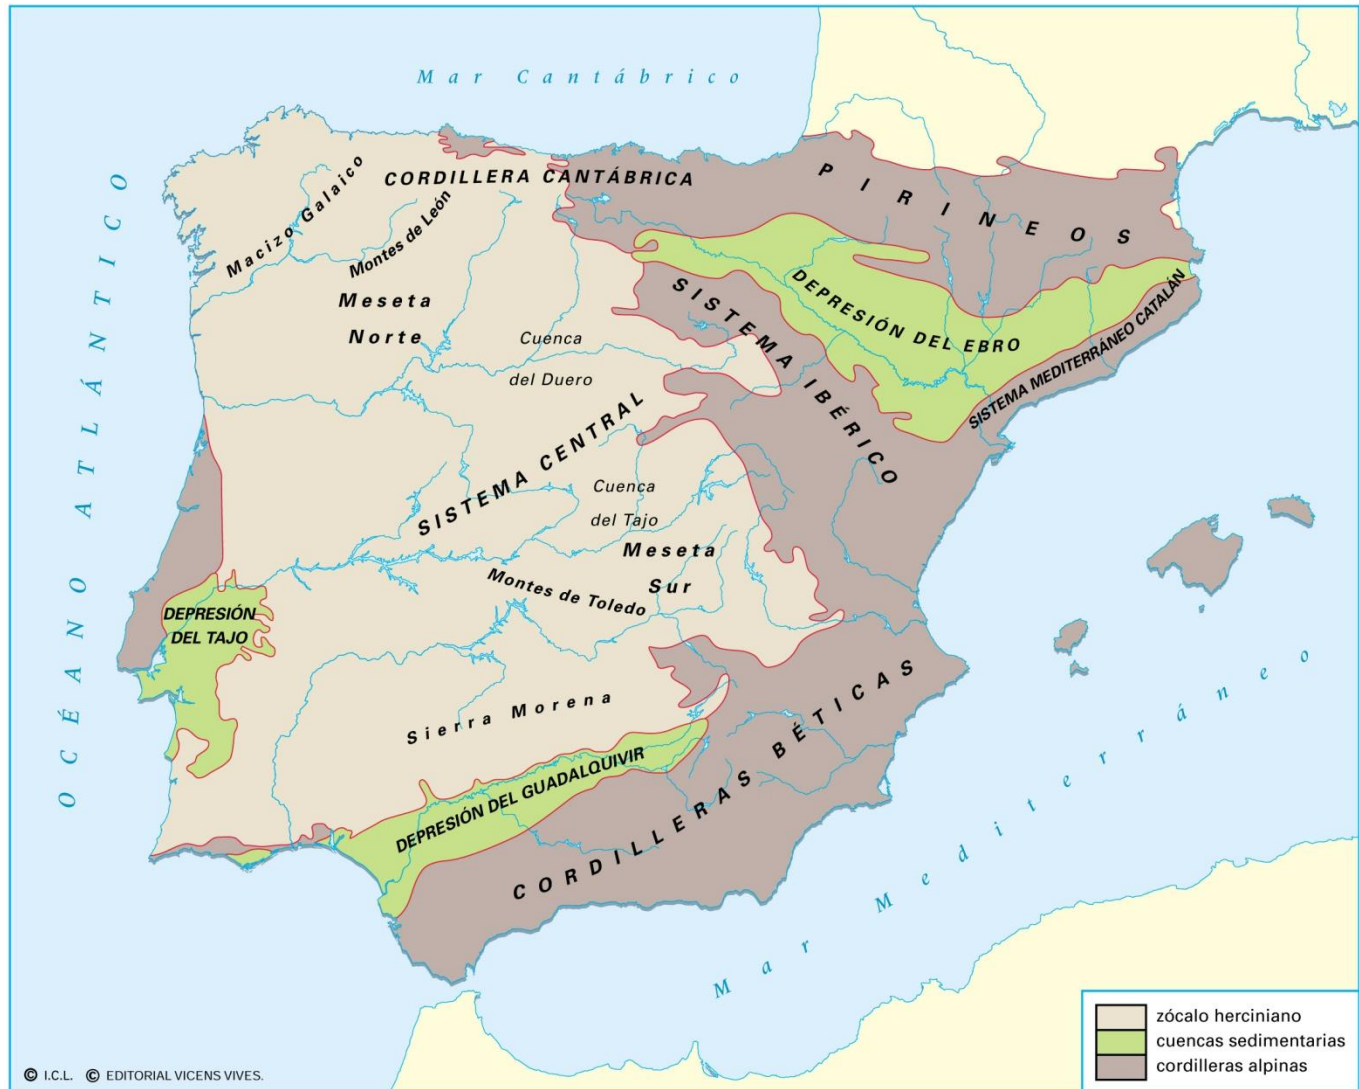 Mar Cantábrico
OCÉANO ATLÁNTICO
Macizo Galaico
CORDILLERA CANTÁBRICA
Montes de León
PIRINEOS
Meseta
Norte
Cuenca
del Duero
SISTEMA IBÉRICO
DEPRESIÓN DEL EBRO
SISTEMA MEDITERRÁNEO CATALÁN
SISTEMA CENTRAL
Cuenca
del Tajo
Meseta
Sur
Montes de Toledo
DEPRESIÓN
DEL TAJO
Sierra Morena
DEPRESIÓN DEL GUADALQUIVIR
CORDILLERAS BÉTICAS
Mar Mediterráneo
zócalo herciniano
cuencas sedimentarias
cordilleras alpinas
© I.C.L. © EDITORIAL VICENS VIVES.